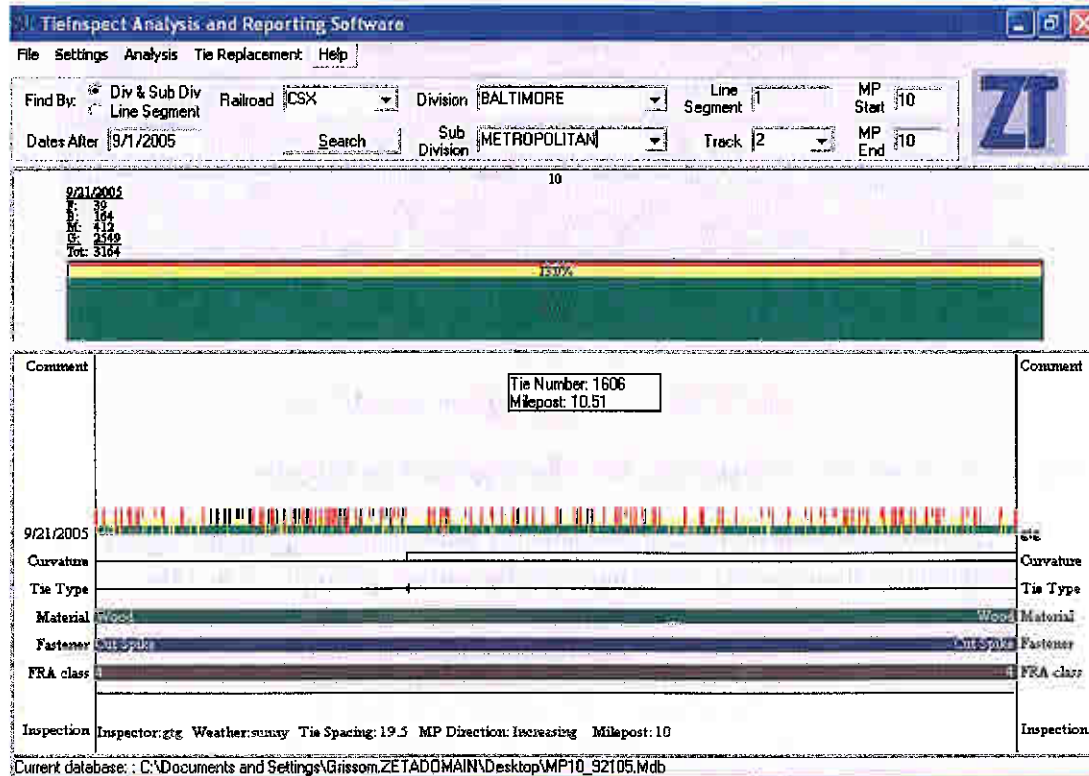 TieInspect Analysis and Reporting Software
File Settings Analysis Tie Replacement Help
Find By: Div & Sub Div Railroad CSX Division BALTIMORE Line Segment 1 MP Start 10
Line Segment
Dates After 9/1/2005 Search Sub Division METROPOLITAN Track 2 MP End 10
ZT
10
9/21/2005
F: 39
B: 164
M: 412
G: 2549
Tot: 3164
13.0%
Comment Comment
Tie Number: 1606
Milepost: 10.51
9/21/2005 gtg
Curvature Curvature
Tie Type Tie Type
Material Wood Wood Material
Fastener Cut Spike Cut Spike Fastener
FRA class 4 4 FRA class
Inspection Inspector: gtg Weather: sunny Tie Spacing: 19.5 MP Direction: Increasing Milepost: 10 Inspection
Current database: : C:\Documents and Settings\Grissom.ZETADOMAIN\Desktop\MP10_92105.Mdb